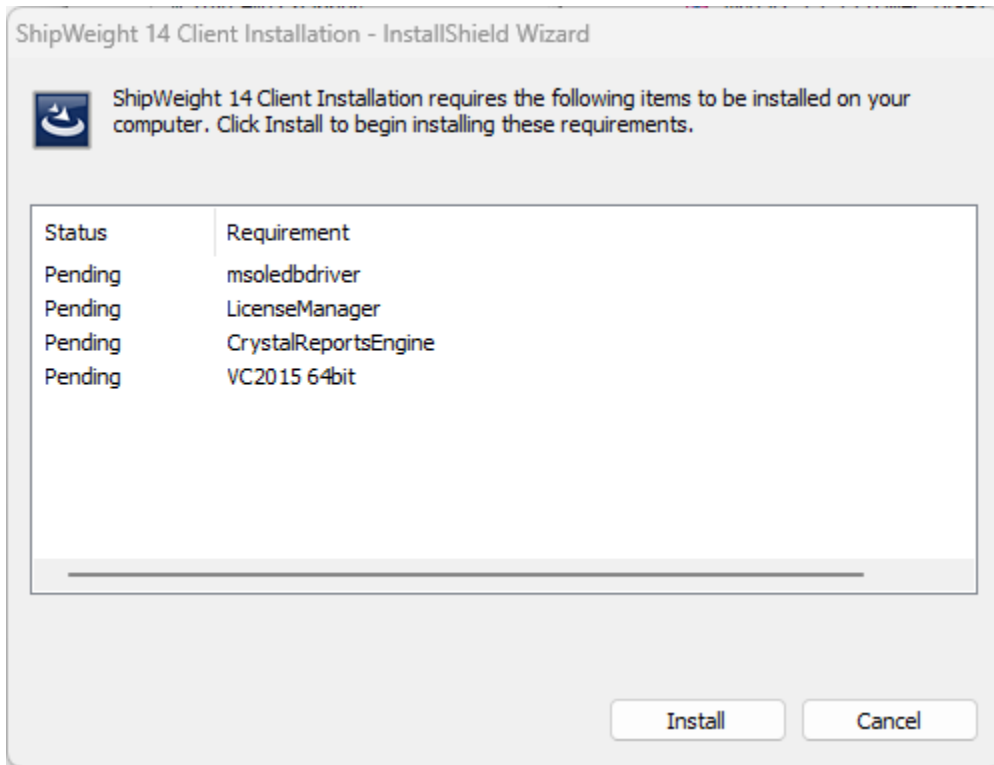 ShipWeight 14 Client Installation - InstallShield Wizard
ShipWeight 14 Client Installation requires the following items to be installed on your
computer. Click Install to begin installing these requirements.
Status Requirement
Pending msoledbdriver
Pending LicenseManager
Pending CrystalReportsEngine
Pending VC2015 64bit
Install Cancel